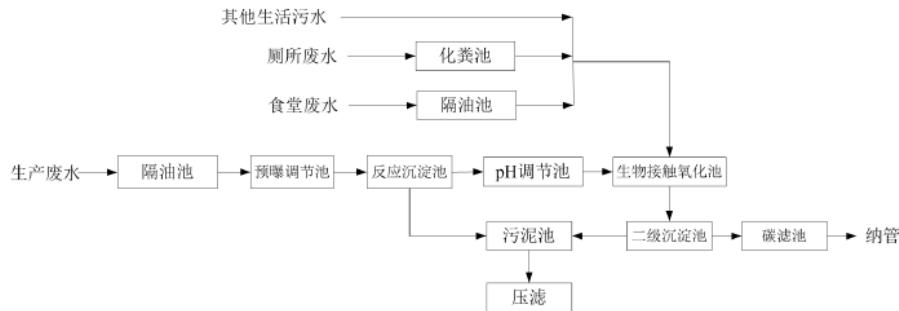 其他生活污水
厕所废水
化粪池
食堂废水
隔油池
生产废水
隔油池
预曝调节池
反应沉淀池
pH调节池
生物接触氧化池
污泥池
二级沉淀池
碳滤池
纳管
压滤